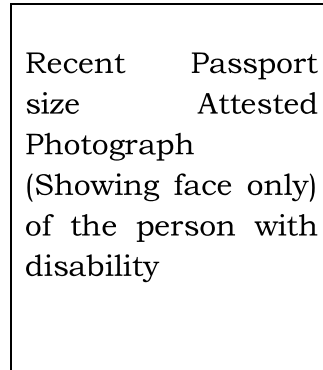 Recent Passport
size Attested
Photograph
(Showing face only)
of the person with
disability